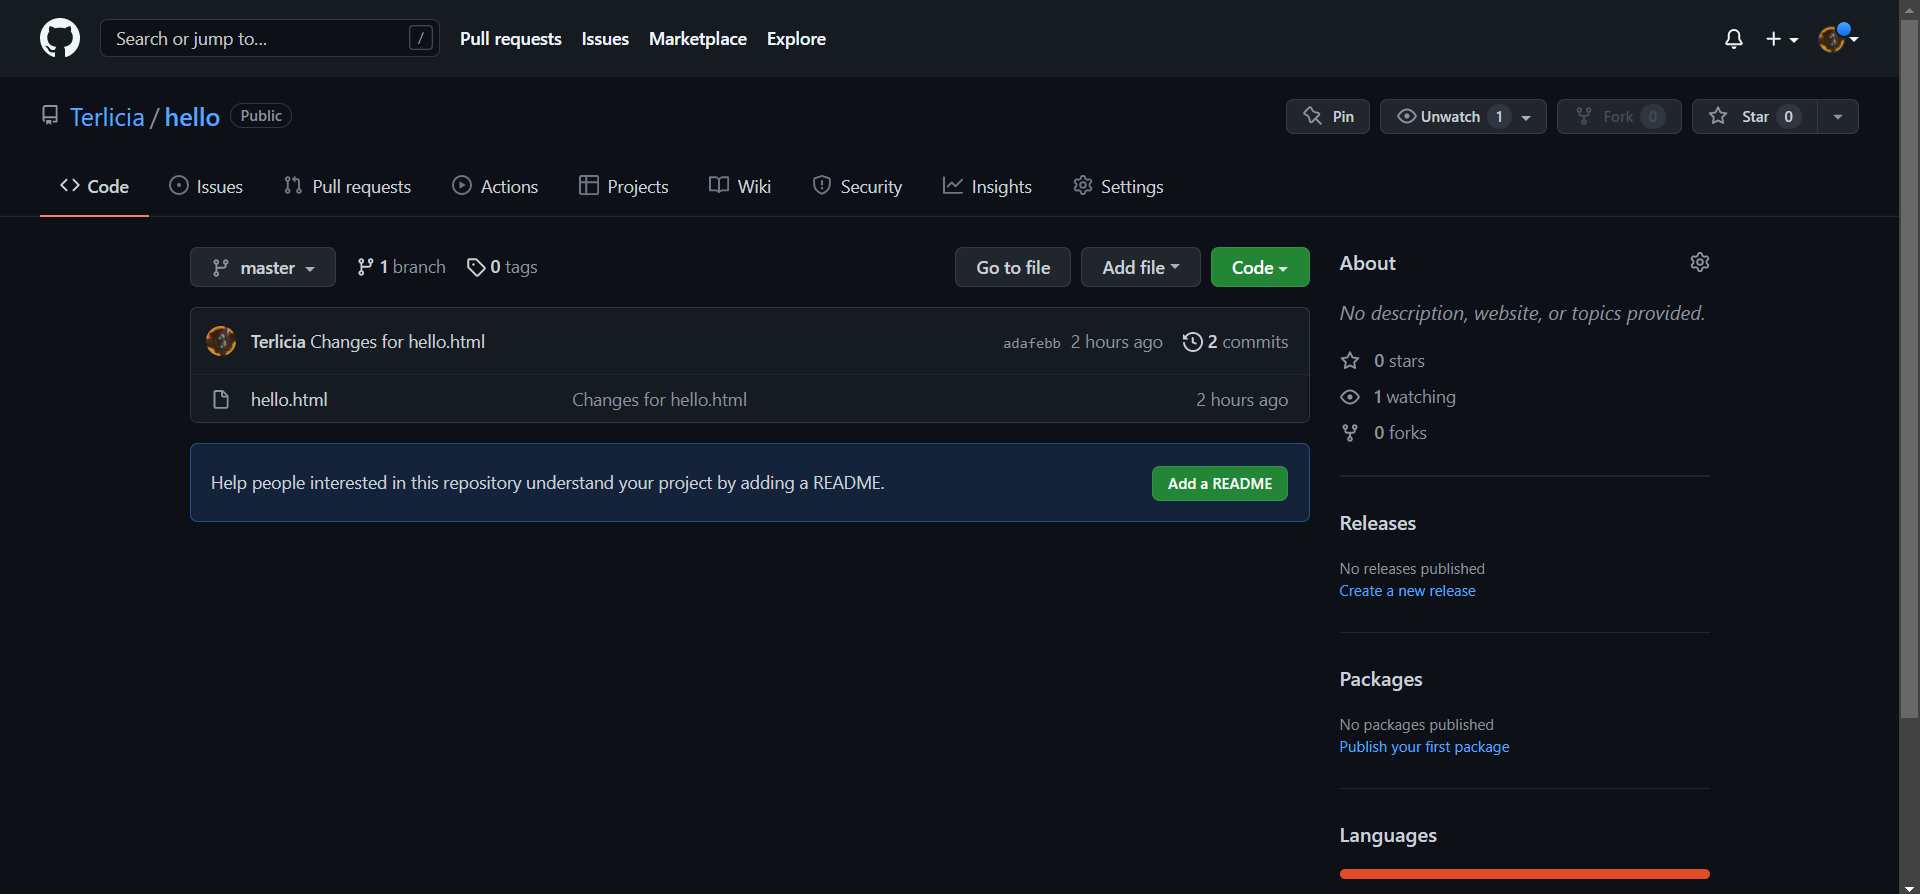 Search or jump to... /
Pull requests Issues Marketplace Explore
Terlicia / hello Public
Pin Unwatch 1 Fork 0 Star 0
Code Issues Pull requests Actions Projects Wiki Security Insights Settings
master 1 branch 0 tags Go to file Add file Code
Terlicia Changes for hello.html adafebb 2 hours ago 2 commits
hello.html Changes for hello.html 2 hours ago
Help people interested in this repository understand your project by adding a README. Add a README
About
No description, website, or topics provided.
0 stars
1 watching
0 forks
Releases
No releases published
Create a new release
Packages
No packages published
Publish your first package
Languages